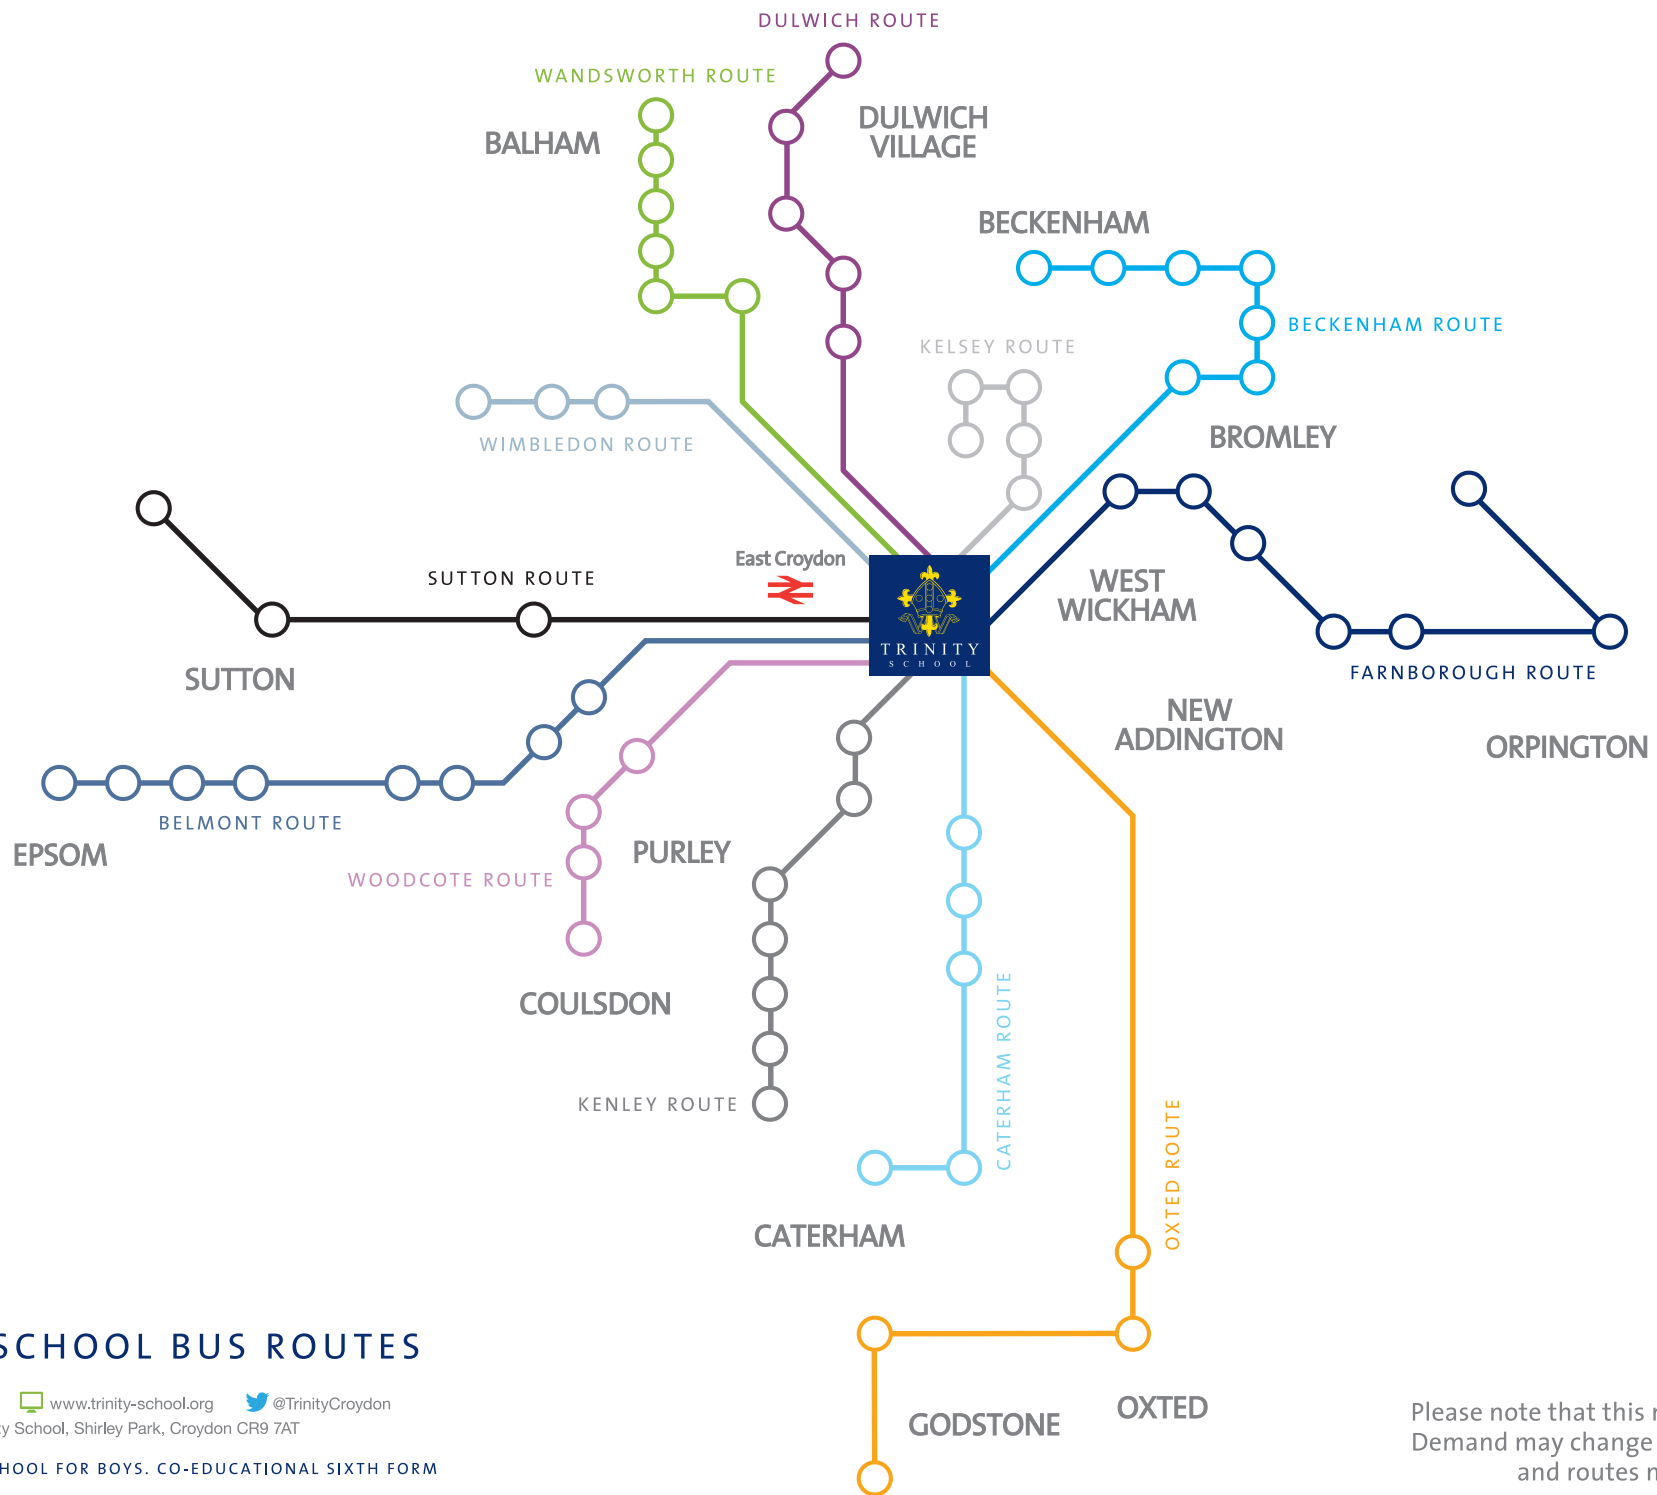 DULWICH ROUTE
WANDSWORTH ROUTE
DULWICH
VILLAGE
BALHAM
BECKENHAM
BECKENHAM ROUTE
KELSEY ROUTE
WIMBLEDON ROUTE
BROMLEY
East Croydon
SUTTON ROUTE
WEST
WICKHAM
TRINITY
SCHOOL
FARNBOROUGH ROUTE
SUTTON
NEW
ADDINGTON
ORPINGTON
BELMONT ROUTE
EPSOM
PURLEY
WOODCOTE ROUTE
COULSDON
CATERHAM ROUTE
KENLEY ROUTE
OXTED ROUTE
CATERHAM
SCHOOL BUS ROUTES
www.trinity-school.org @TrinityCroydon
School, Shirley Park, Croydon CR9 7AT
FOR BOYS. CO-EDUCATIONAL SIXTH FORM
GODSTONE
OXTED
Please note that this
Demand may change
and routes